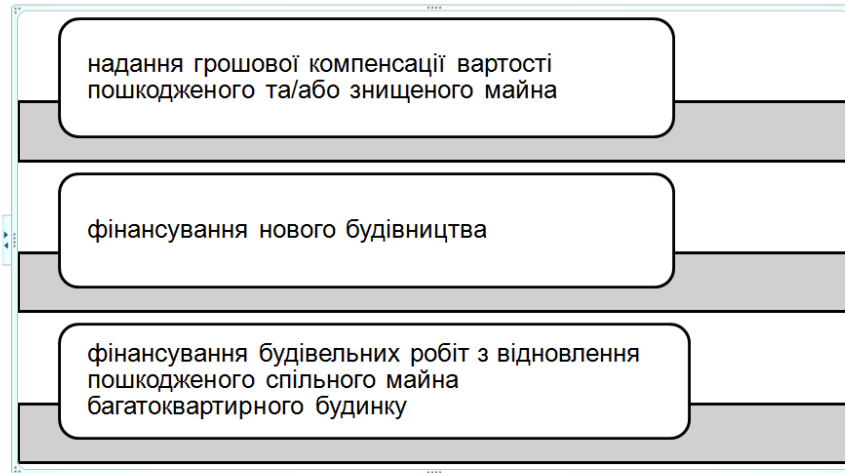 надання грошової компенсації вартості
пошкодженого та/або знищеного майна
фінансування нового будівництва
фінансування будівельних робіт з відновлення
пошкодженого спільного майна
багатоквартирного будинку